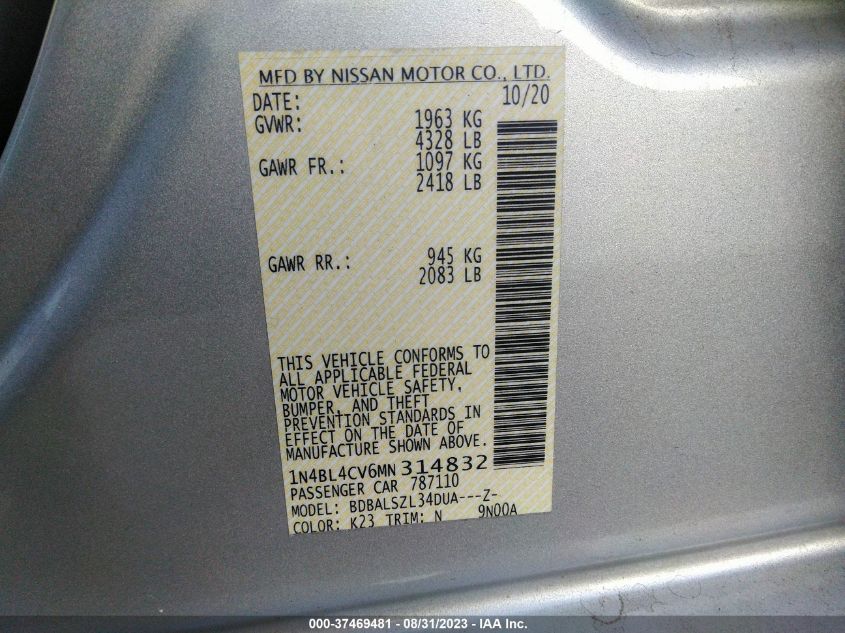 MFD BY NISSAN MOTOR CO., LTD.
DATE: 10/20
GVWR: 1963 KG
4328 LB
GAWR FR.: 1097 KG
2418 LB
GAWR RR.: 945 KG
2083 LB
THIS VEHICLE CONFORMS TO
ALL APPLICABLE FEDERAL
MOTOR VEHICLE SAFETY,
BUMPER, AND THEFT
PREVENTION STANDARDS IN
EFFECT ON THE DATE OF
MANUFACTURE SHOWN ABOVE.
1N4BL4CV6MN314832
PASSENGER CAR 787110
MODEL: BDBALSZL34DUA---Z-
COLOR: K23 TRIM: N 9N00A
000-37469481 - 08/31/2023 - IAA Inc.